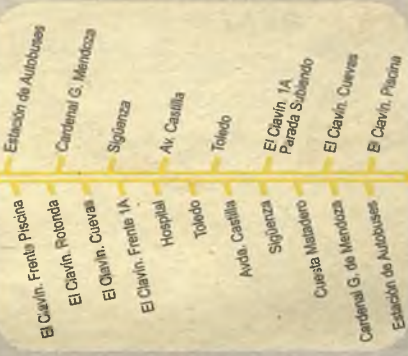 Estación de Autobuses
Cardenal G. Mendoza
Sigüenza
Av. Castilla
Toledo
El Clavín. 1A
Parada Subiendo
El Clavín. Cuevas
El Clavín. Piscina
El Clavín. Frente Piscina
El Clavín. Rotonda
El Clavín. Cuevas
El Clavín. Frente 1A
Hospital
Toledo
Avda. Castilla
Sigüenza
Cuesta Matadero
Cardenal G. de Mendoza
Estación de Autobuses